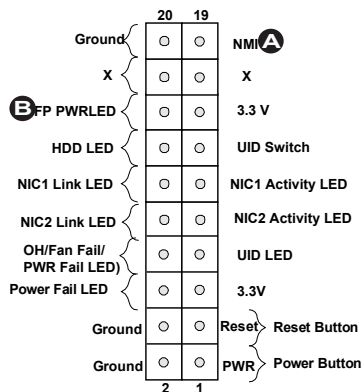 20 19
Ground NMI A
X X
B FP PWRLED 3.3 V
HDD LED UID Switch
NIC1 Link LED NIC1 Activity LED
NIC2 Link LED NIC2 Activity LED
OH/Fan Fail/
PWR Fail LED) UID LED
Power Fail LED 3.3V
Ground Reset Reset Button
Ground PWR Power Button
2 1